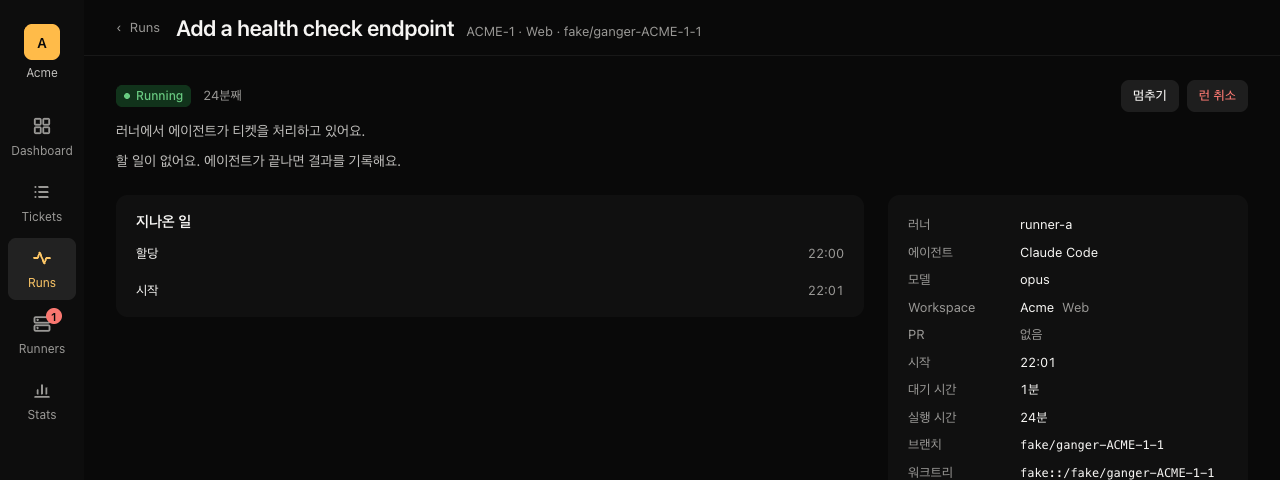 A
Acme
Dashboard
Tickets
Runs
1
Runners
Stats
‹ Runs
Add a health check endpoint
ACME-1 · Web · fake/ganger-ACME-1-1
Running
24분째
멈추기
런 취소
러너에서 에이전트가 티켓을 처리하고 있어요.
할 일이 없어요. 에이전트가 끝나면 결과를 기록해요.
지나온 일
할당 22:00
시작 22:01
러너 runner-a
에이전트 Claude Code
모델 opus
Workspace Acme Web
PR 없음
시작 22:01
대기 시간 1분
실행 시간 24분
브랜치 fake/ganger-ACME-1-1
워크트리 fake::/fake/ganger-ACME-1-1